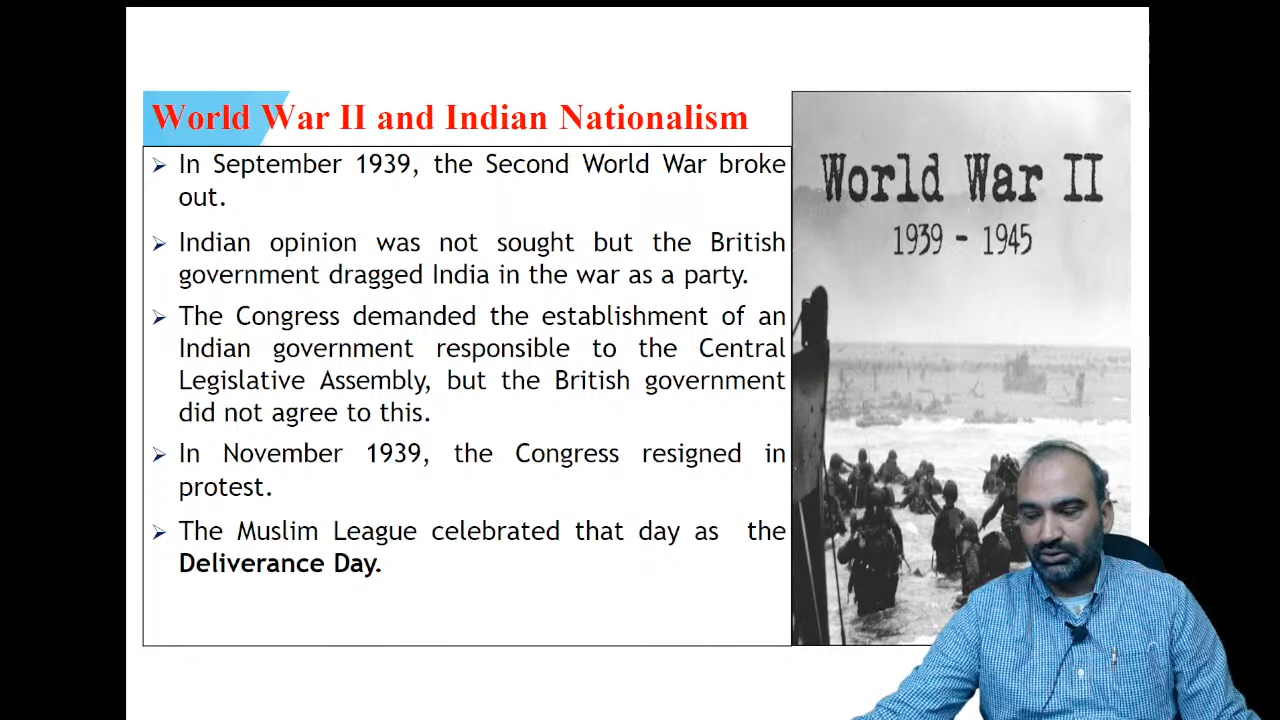 World War II and Indian Nationalism
➢ In September 1939, the Second World War broke
out.
➢ Indian opinion was not sought but the British
government dragged India in the war as a party.
➢ The Congress demanded the establishment of an
Indian government responsible to the Central
Legislative Assembly, but the British government
did not agree to this.
➢ In November 1939, the Congress resigned in
protest.
➢ The Muslim League celebrated that day as the
Deliverance Day.
World War II
1939 - 1945